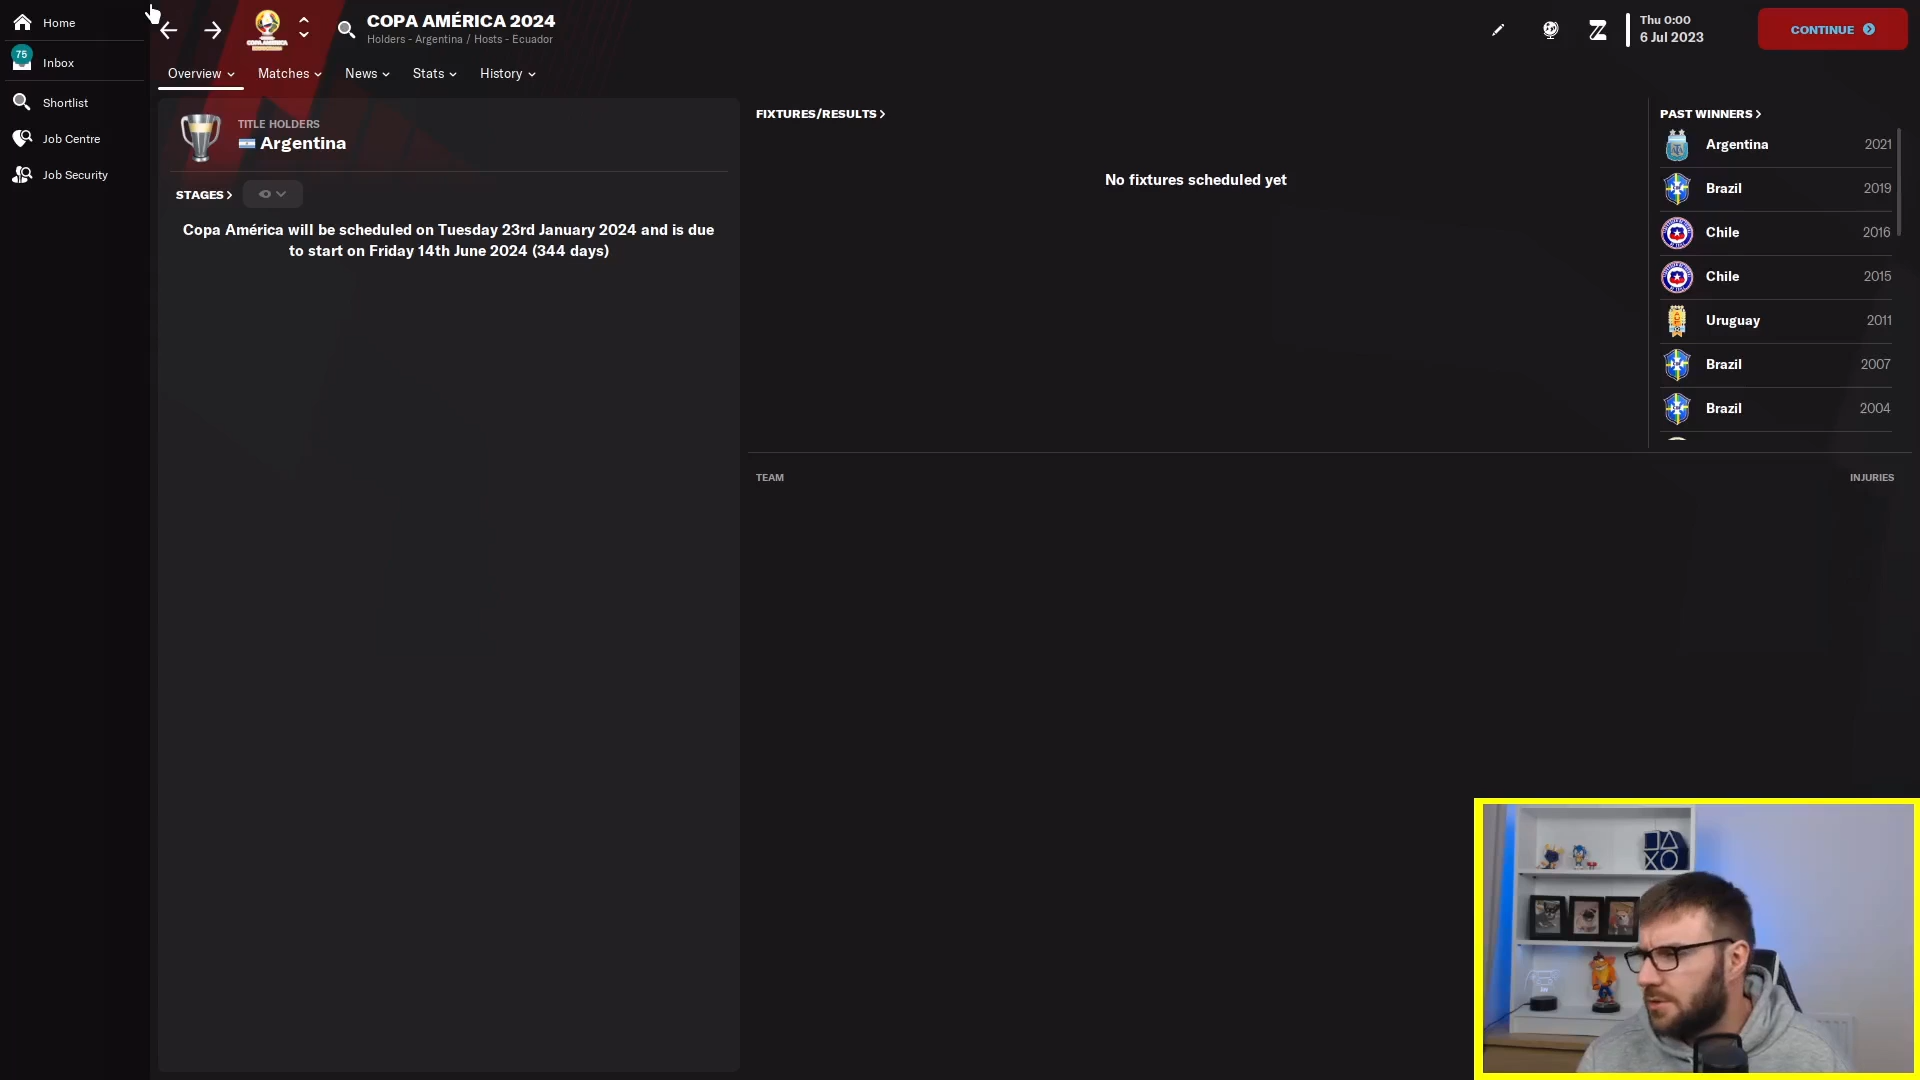 Home
75
Inbox
Shortlist
Job Centre
Job Security
COPA AMÉRICA 2024
Holders - Argentina / Hosts - Ecuador
Thu 0:00
6 Jul 2023
CONTINUE
Overview
Matches
News
Stats
History
TITLE HOLDERS
Argentina
STAGES
Copa América will be scheduled on Tuesday 23rd January 2024 and is due
to start on Friday 14th June 2024 (344 days)
FIXTURES/RESULTS
No fixtures scheduled yet
PAST WINNERS
Argentina 2021
Brazil 2019
Chile 2016
Chile 2015
Uruguay 2011
Brazil 2007
Brazil 2004
TEAM
INJURIES